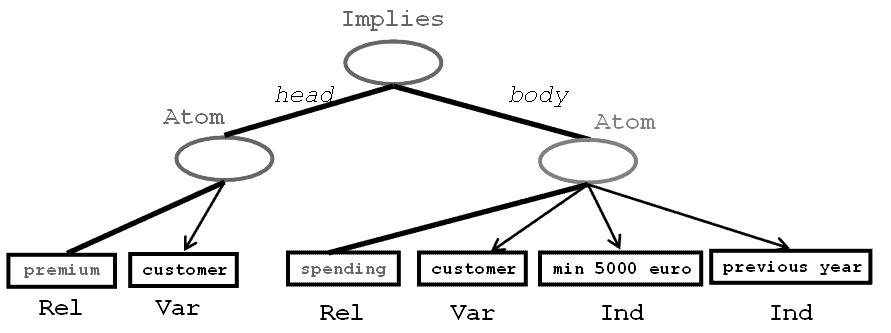 Implies
head body
Atom Atom
premium customer spending customer min 5000 euro previous year
Rel Var Rel Var Ind Ind